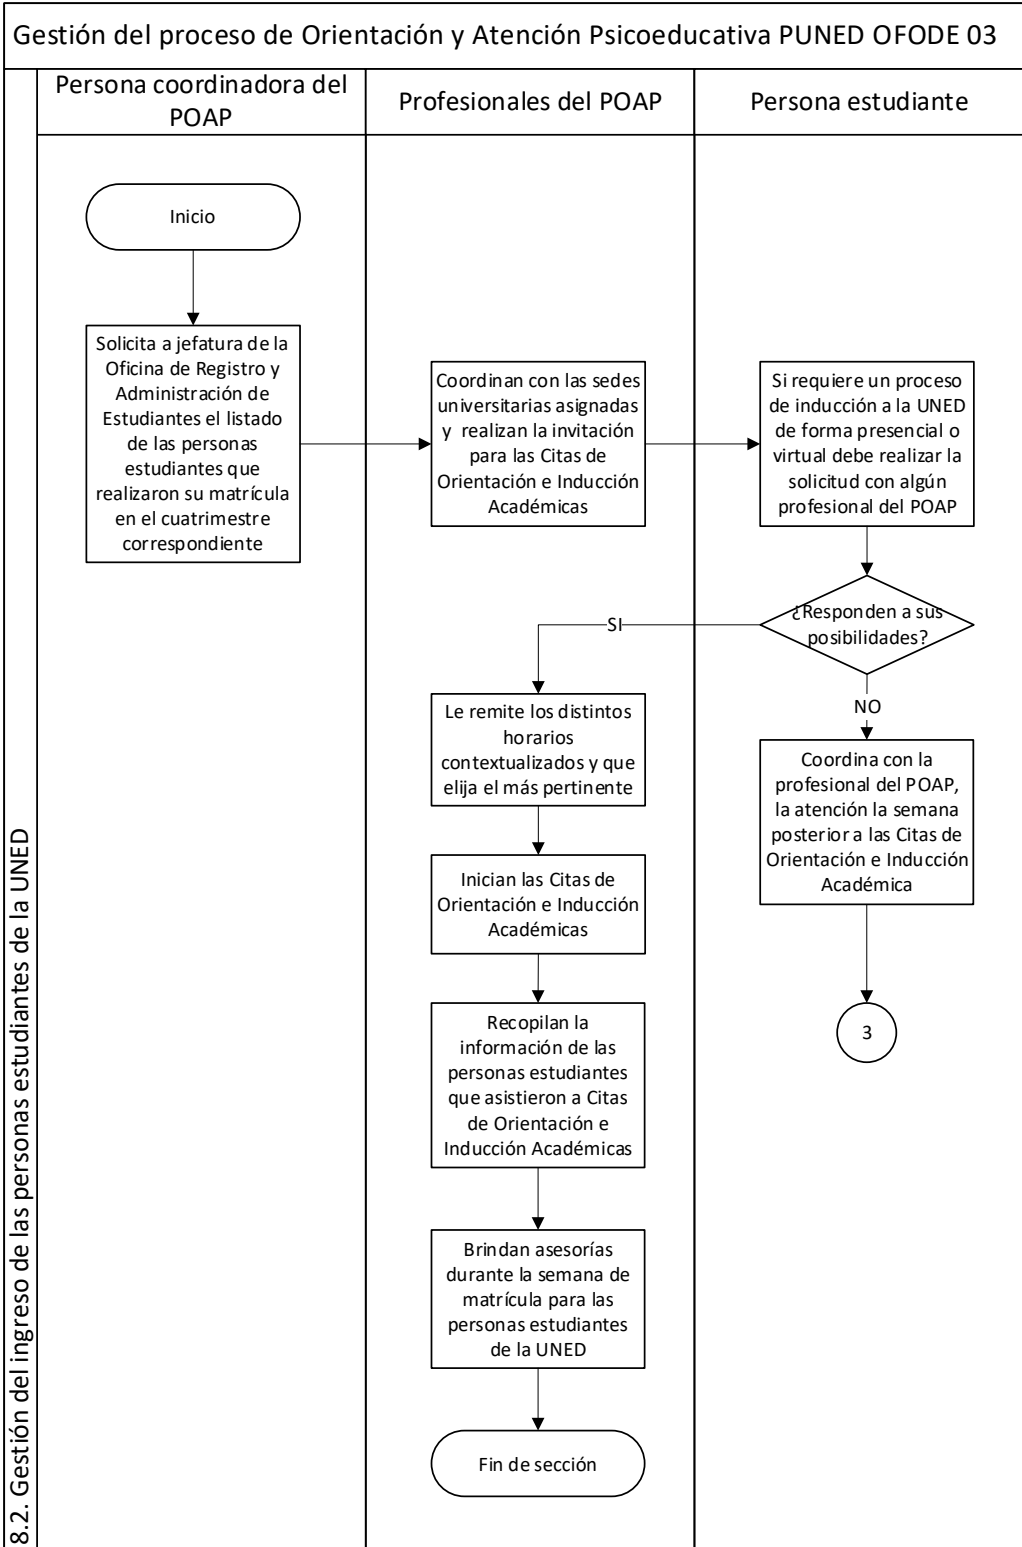 Gestión del proceso de Orientación y Atención Psicoeducativa PUNED OFODE 03
Persona coordinadora del
POAP
Profesionales del POAP
Persona estudiante
8.2. Gestión del ingreso de las personas estudiantes de la UNED
Inicio
Solicita a jefatura de la
Oficina de Registro y
Administración de
Estudiantes el listado
de las personas
estudiantes que
realizaron su matrícula
en el cuatrimestre
correspondiente
Coordinan con las sedes
universitarias asignadas
y realizan la invitación
para las Citas de
Orientación e Inducción
Académicas
Si requiere un proceso
de inducción a la UNED
de forma presencial o
virtual debe realizar la
solicitud con algún
profesional del POAP
¿Responden a sus
posibilidades?
SI
NO
Le remite los distintos
horarios
contextualizados y que
elija el más pertinente
Coordina con la
profesional del POAP,
la atención la semana
posterior a las Citas de
Orientación e Inducción
Académica
Inician las Citas de
Orientación e Inducción
Académicas
3
Recopilan la
información de las
personas estudiantes
que asistieron a Citas
de Orientación e
Inducción Académicas
Brindan asesorías
durante la semana de
matrícula para las
personas estudiantes
de la UNED
Fin de sección